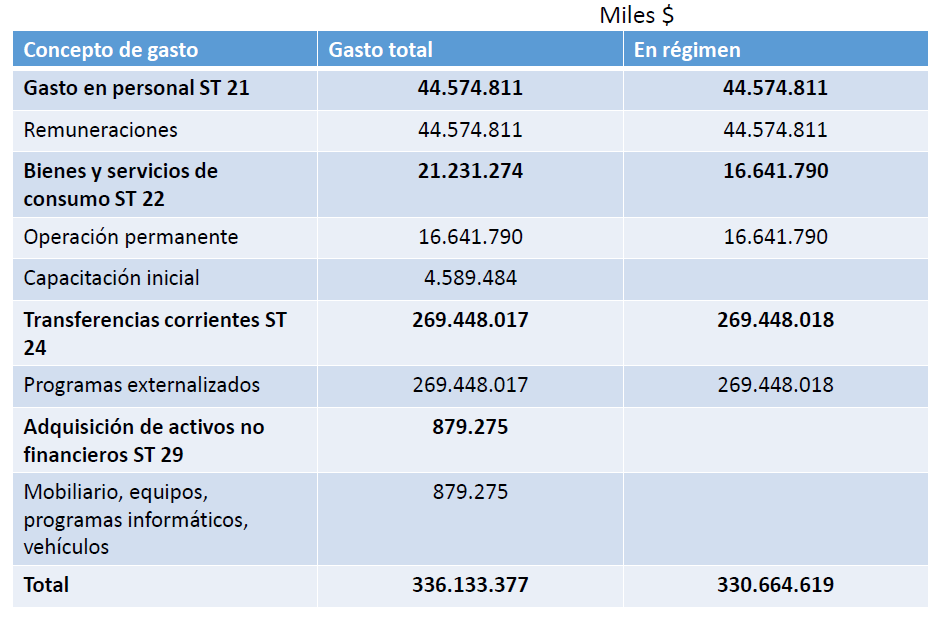 Miles $
Concepto de gasto Gasto total En régimen
Gasto en personal ST 21 44.574.811 44.574.811
Remuneraciones 44.574.811 44.574.811
Bienes y servicios de 21.231.274 16.641.790
consumo ST 22
Operación permanente 16.641.790 16.641.790
Capacitación inicial 4.589.484
Transferencias corrientes ST 269.448.017 269.448.018
24
Programas externalizados 269.448.017 269.448.018
Adquisición de activos no 879.275
financieros ST 29
Mobiliario, equipos, 879.275
programas informáticos,
vehículos
Total 336.133.377 330.664.619